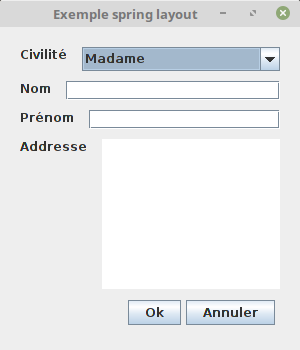 Exemple spring layout
Civilité Madame
Nom
Prénom
Addresse
Ok Annuler